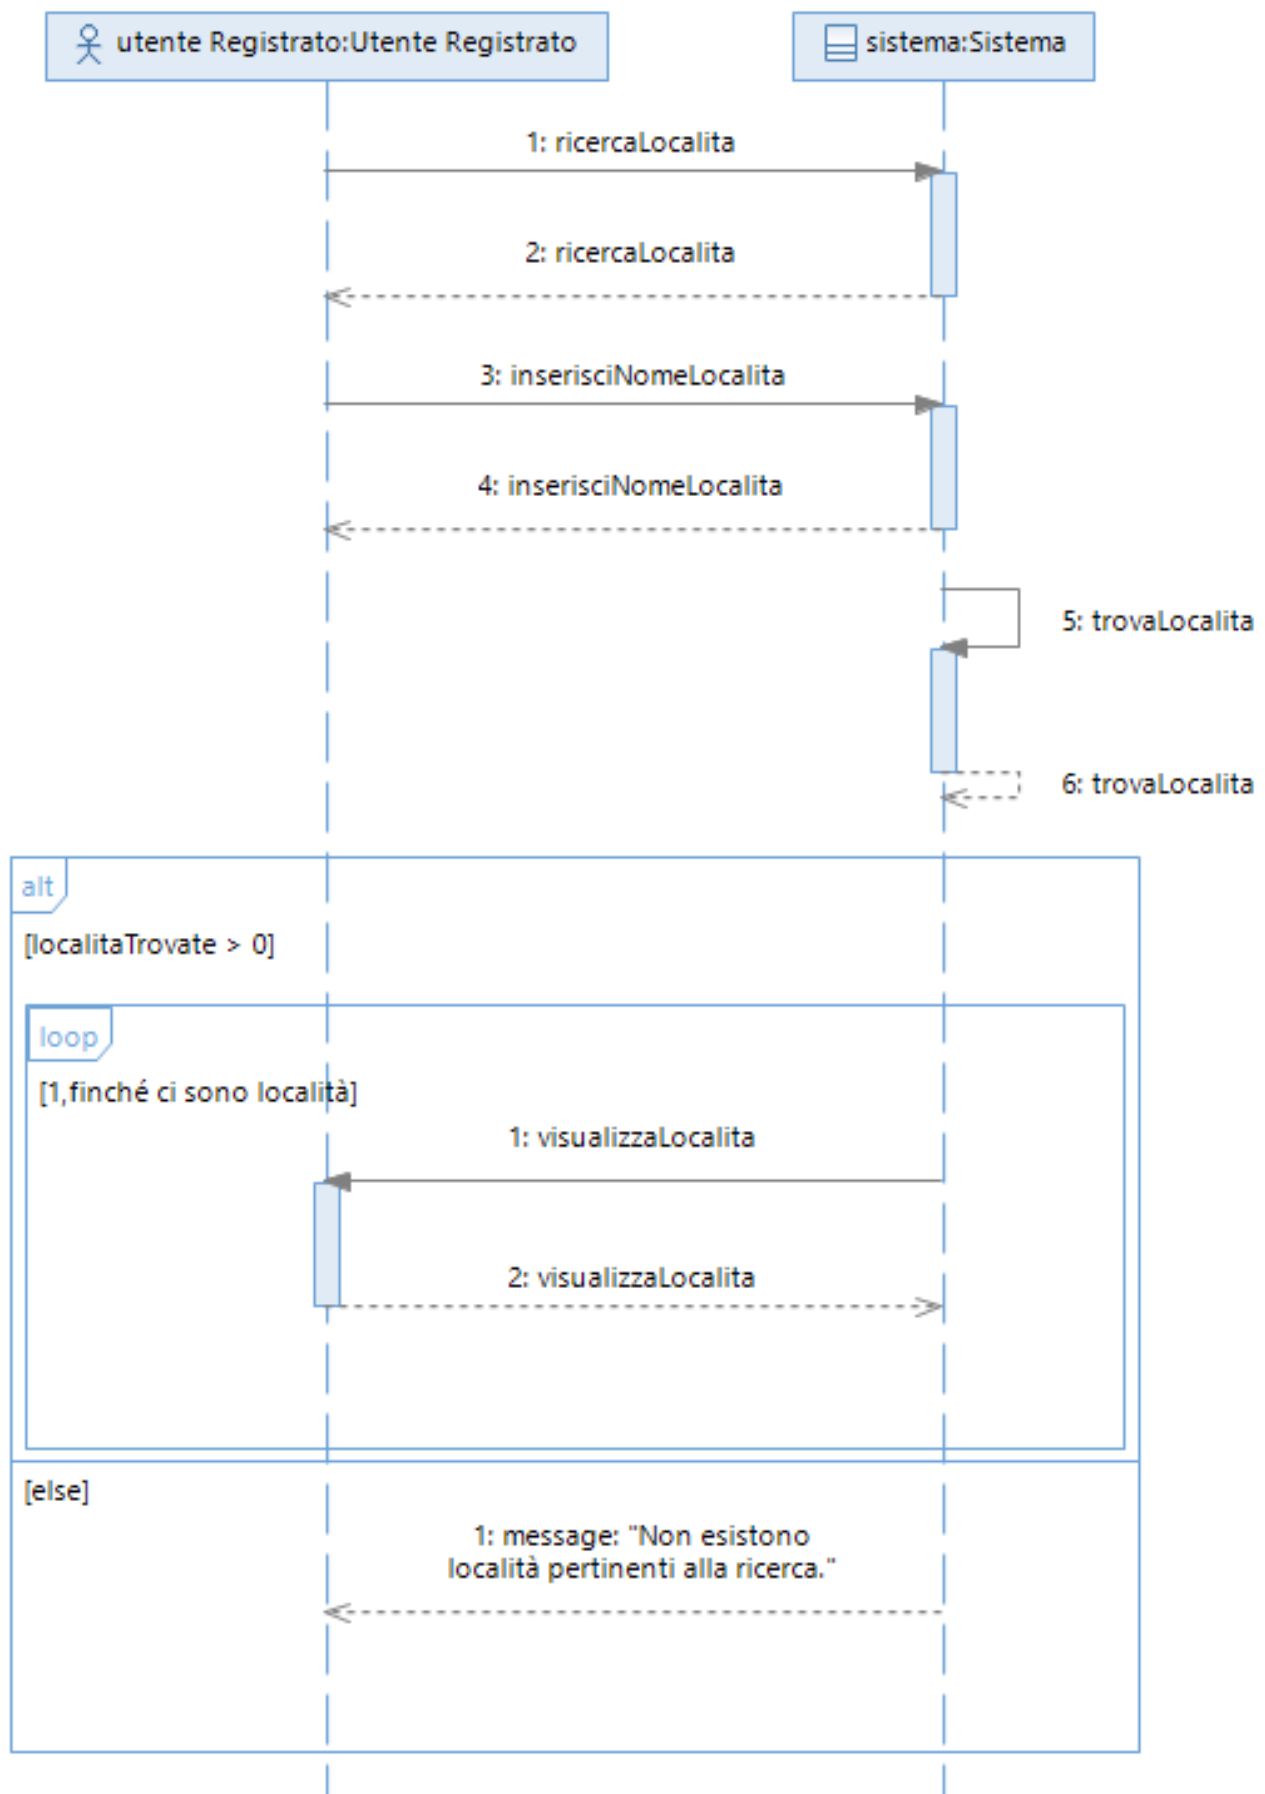 utente Registrato:Utente Registrato
sistema:Sistema
1: ricercaLocalita
2: ricercaLocalita
3: inserisciNomeLocalita
4: inserisciNomeLocalita
5: trovaLocalita
6: trovaLocalita
alt
[localitaTrovate > 0]
loop
[1,finché ci sono località]
1: visualizzaLocalita
2: visualizzaLocalita
[else]
1: message: "Non esistono
località pertinenti alla ricerca."